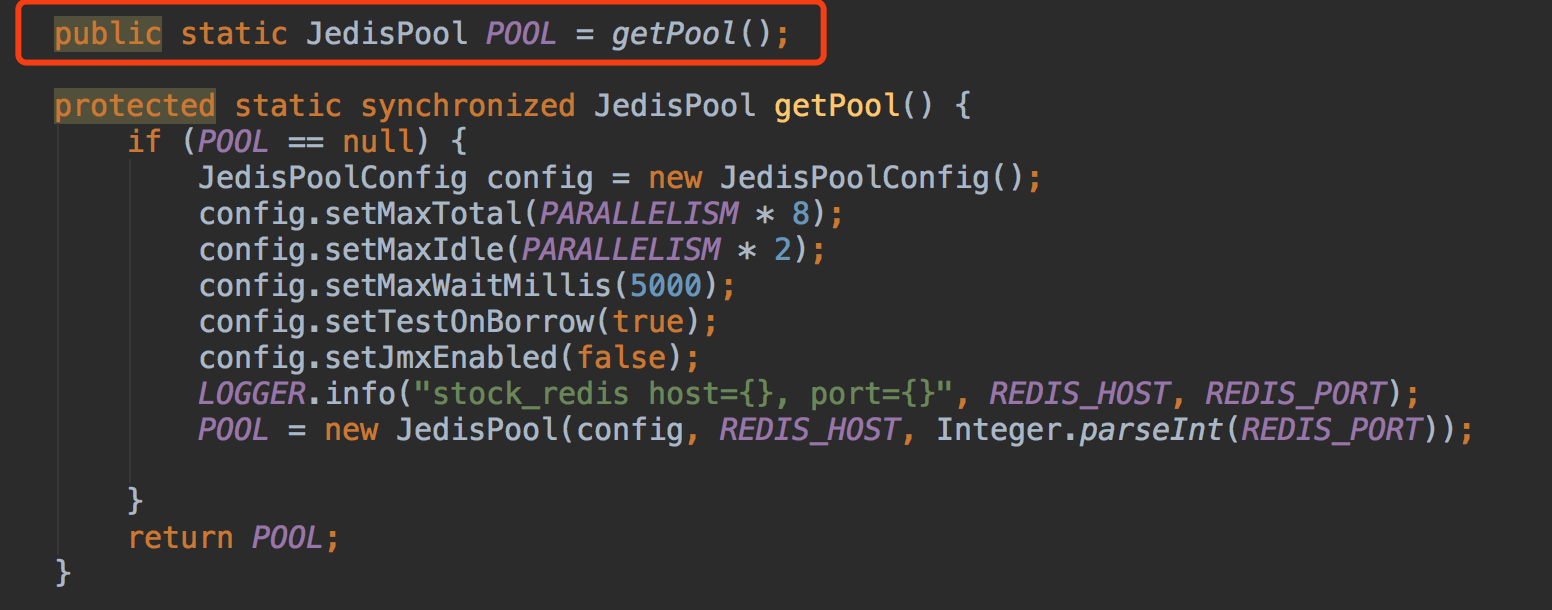 public static JedisPool POOL = getPool();
protected static synchronized JedisPool getPool() {
if (POOL == null) {
JedisPoolConfig config = new JedisPoolConfig();
config.setMaxTotal(PARALLELISM * 8);
config.setMaxIdle(PARALLELISM * 2);
config.setMaxWaitMillis(5000);
config.setTestOnBorrow(true);
config.setJmxEnabled(false);
LOGGER.info("stock_redis host={}, port={}", REDIS_HOST, REDIS_PORT);
POOL = new JedisPool(config, REDIS_HOST, Integer.parseInt(REDIS_PORT));
}
return POOL;
}